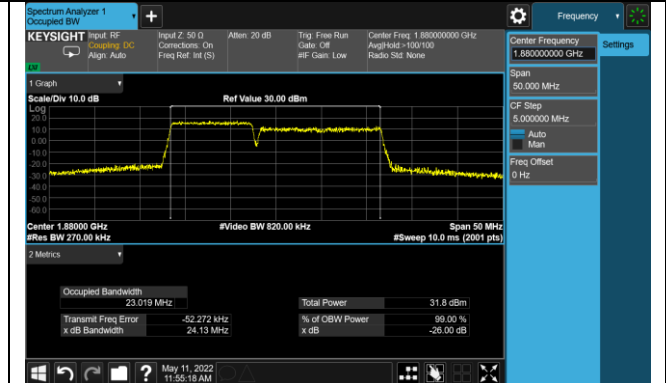 Spectrum Analyzer 1
Occupied BW
+
Frequency
KEYSIGHT
Input: RF
Coupling: DC
Align: Auto
Input Z: 50 Ω
Corrections: On
Freq Ref: Int (S)
Atten: 20 dB
Trig: Free Run
Gate: Off
#IF Gain: Low
Center Freq: 1.880000000 GHz
Avg|Hold:>100/100
Radio Std: None
Center Frequency
1.880000000 GHz
Settings
Span
50.000 MHz
CF Step
5.000000 MHz
Auto
Man
Freq Offset
0 Hz
1 Graph
Scale/Div 10.0 dB
Ref Value 30.00 dBm
Log
20.0
10.0
0.00
-10.0
-20.0
-30.0
-40.0
-50.0
-60.0
Center 1.88000 GHz
#Video BW 820.00 kHz
Span 50 MHz
#Res BW 270.00 kHz
#Sweep 10.0 ms (2001 pts)
2 Metrics
Occupied Bandwidth
23.019 MHz
Total Power
31.8 dBm
Transmit Freq Error
-52.272 kHz
% of OBW Power
99.00 %
x dB Bandwidth
24.13 MHz
x dB
-26.00 dB
?
May 11, 2022
11:55:18 AM